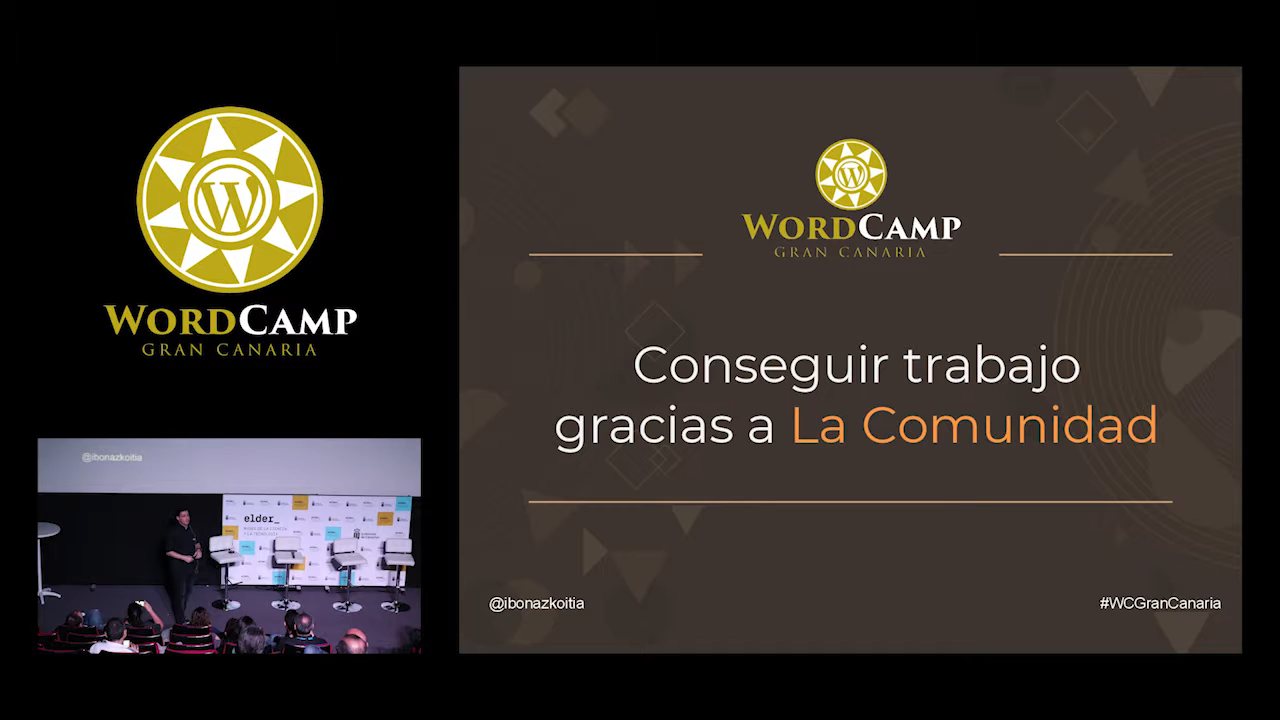 WORDCAMP
GRAN CANARIA
@ibonazkoitia
elder_
WORDCAMP
GRAN CANARIA
Conseguir trabajo
gracias a La Comunidad
@ibonazkoitia
#WCGranCanaria